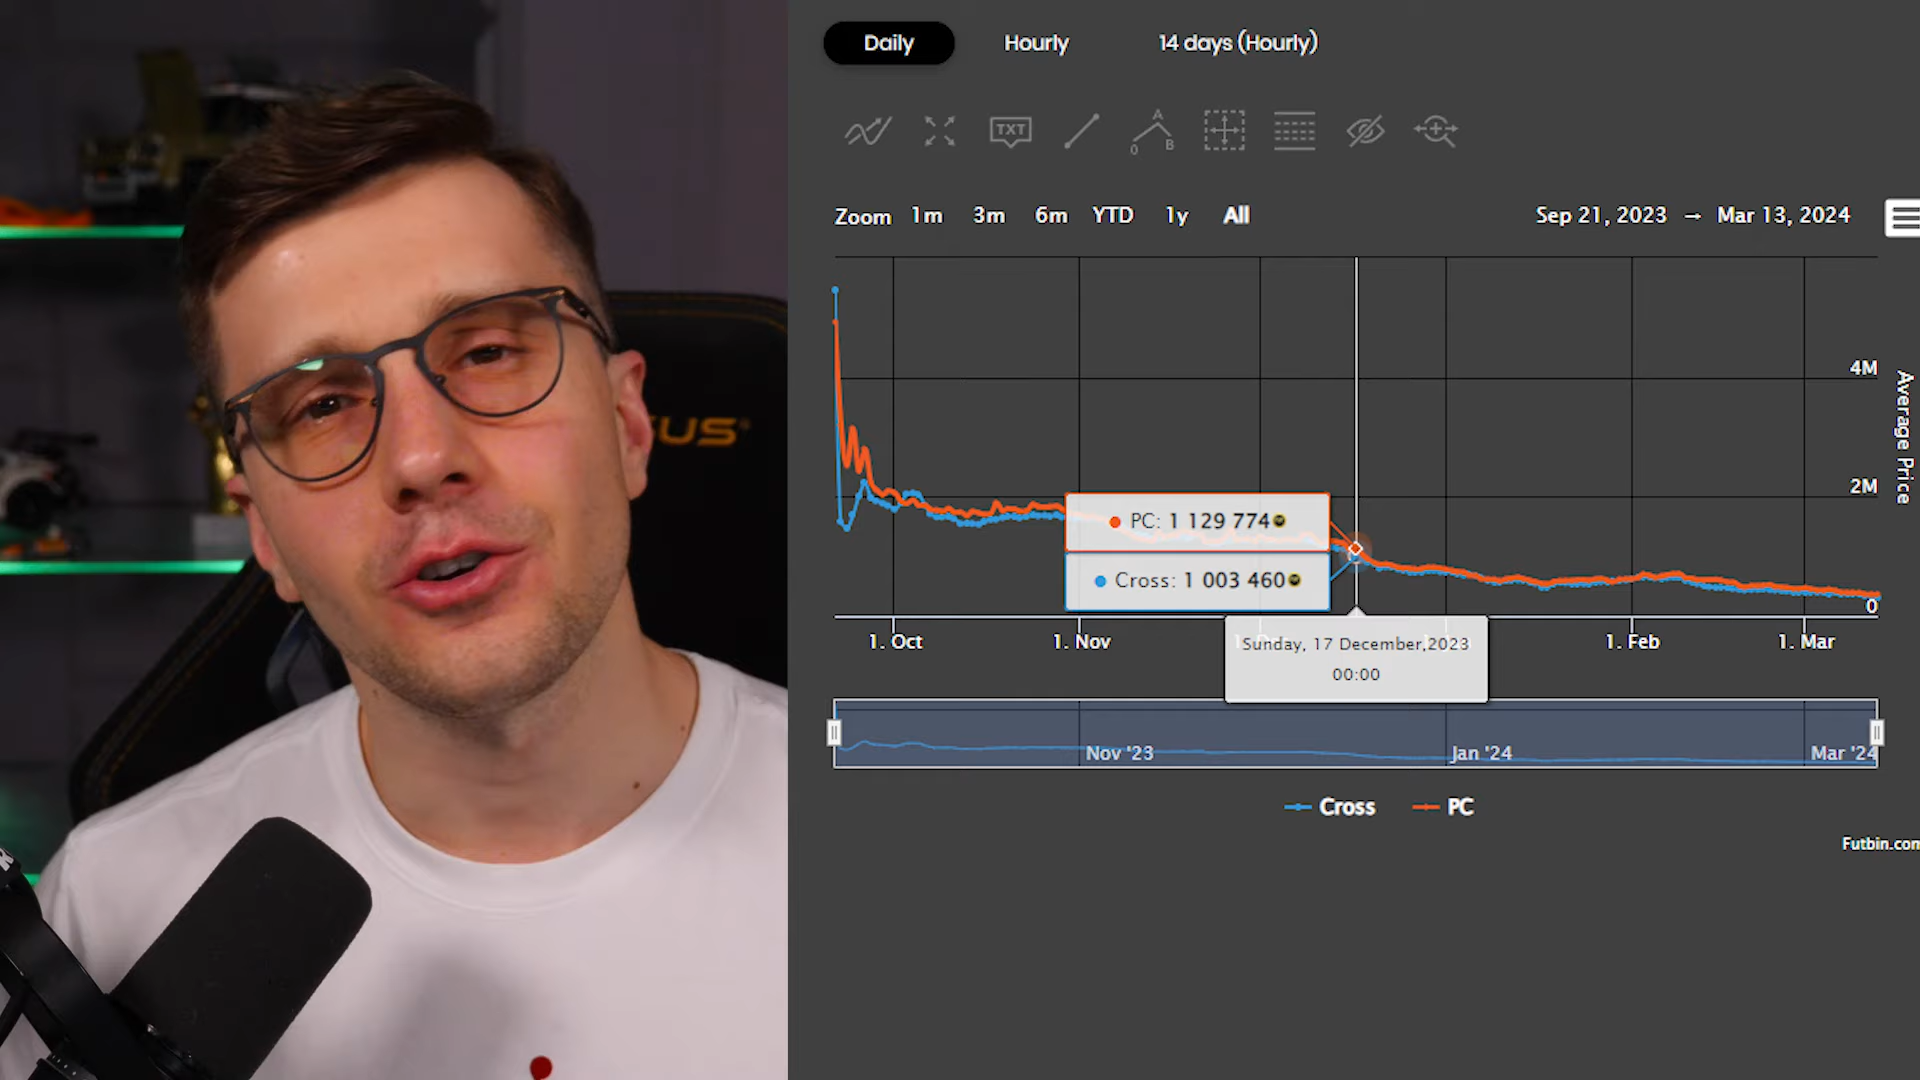 Daily Hourly 14 days (Hourly)
TXT
A
0 B
Zoom 1m 3m 6m YTD 1y All Sep 21, 2023 → Mar 13, 2024
4M
2M
0
Average Price
PC: 1 129 774
Cross: 1 003 460
1. Oct 1. Nov 1. Feb 1. Mar
Sunday, 17 December,2023
00:00
Nov '23 Jan '24 Mar '24
Cross PC
Futbin.com
US